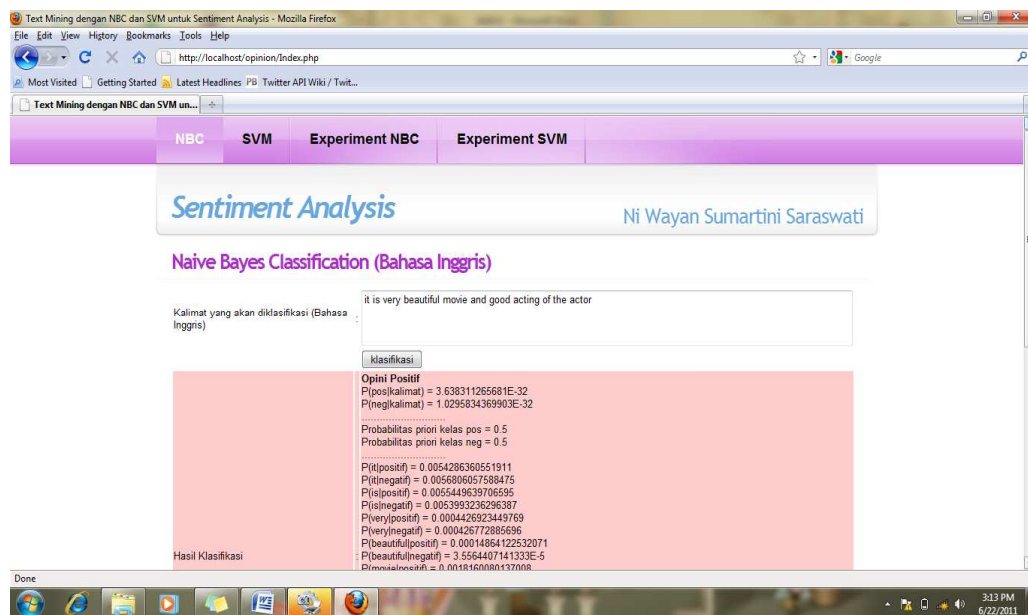 Text Mining dengan NBC dan SVM untuk Sentiment Analysis - Mozilla Firefox
File Edit View History Bookmarks Tools Help
http://localhost/opinion/Index.php
Google
Most Visited Getting Started Latest Headlines PB Twitter API Wiki / Twit...
Text Mining dengan NBC dan SVM un...
NBC SVM Experiment NBC Experiment SVM
Sentiment Analysis
Ni Wayan Sumartini Saraswati
Naive Bayes Classification (Bahasa Inggris)
Kalimat yang akan diklasifikasi (Bahasa Inggris) :
it is very beautiful movie and good acting of the actor
klasifikasi
Hasil Klasifikasi :
Opini Positif
P(pos|kalimat) = 3.638311265681E-32
P(neg|kalimat) = 1.0295834369903E-32
............................
Probabilitas priori kelas pos = 0.5
Probabilitas priori kelas neg = 0.5
............................
P(it|positif) = 0.0054286360551911
P(it|negatif) = 0.0056806057588475
P(is|positif) = 0.0055449639706595
P(is|negatif) = 0.0053993236296387
P(very|positif) = 0.0004426923449769
P(very|negatif) = 0.000426772885696
P(beautiful|positif) = 0.00014864122532071
P(beautiful|negatif) = 3.5564407141333E-5
P(movie|positif) = 0.0018160080137008
Done
3:13 PM
6/22/2011